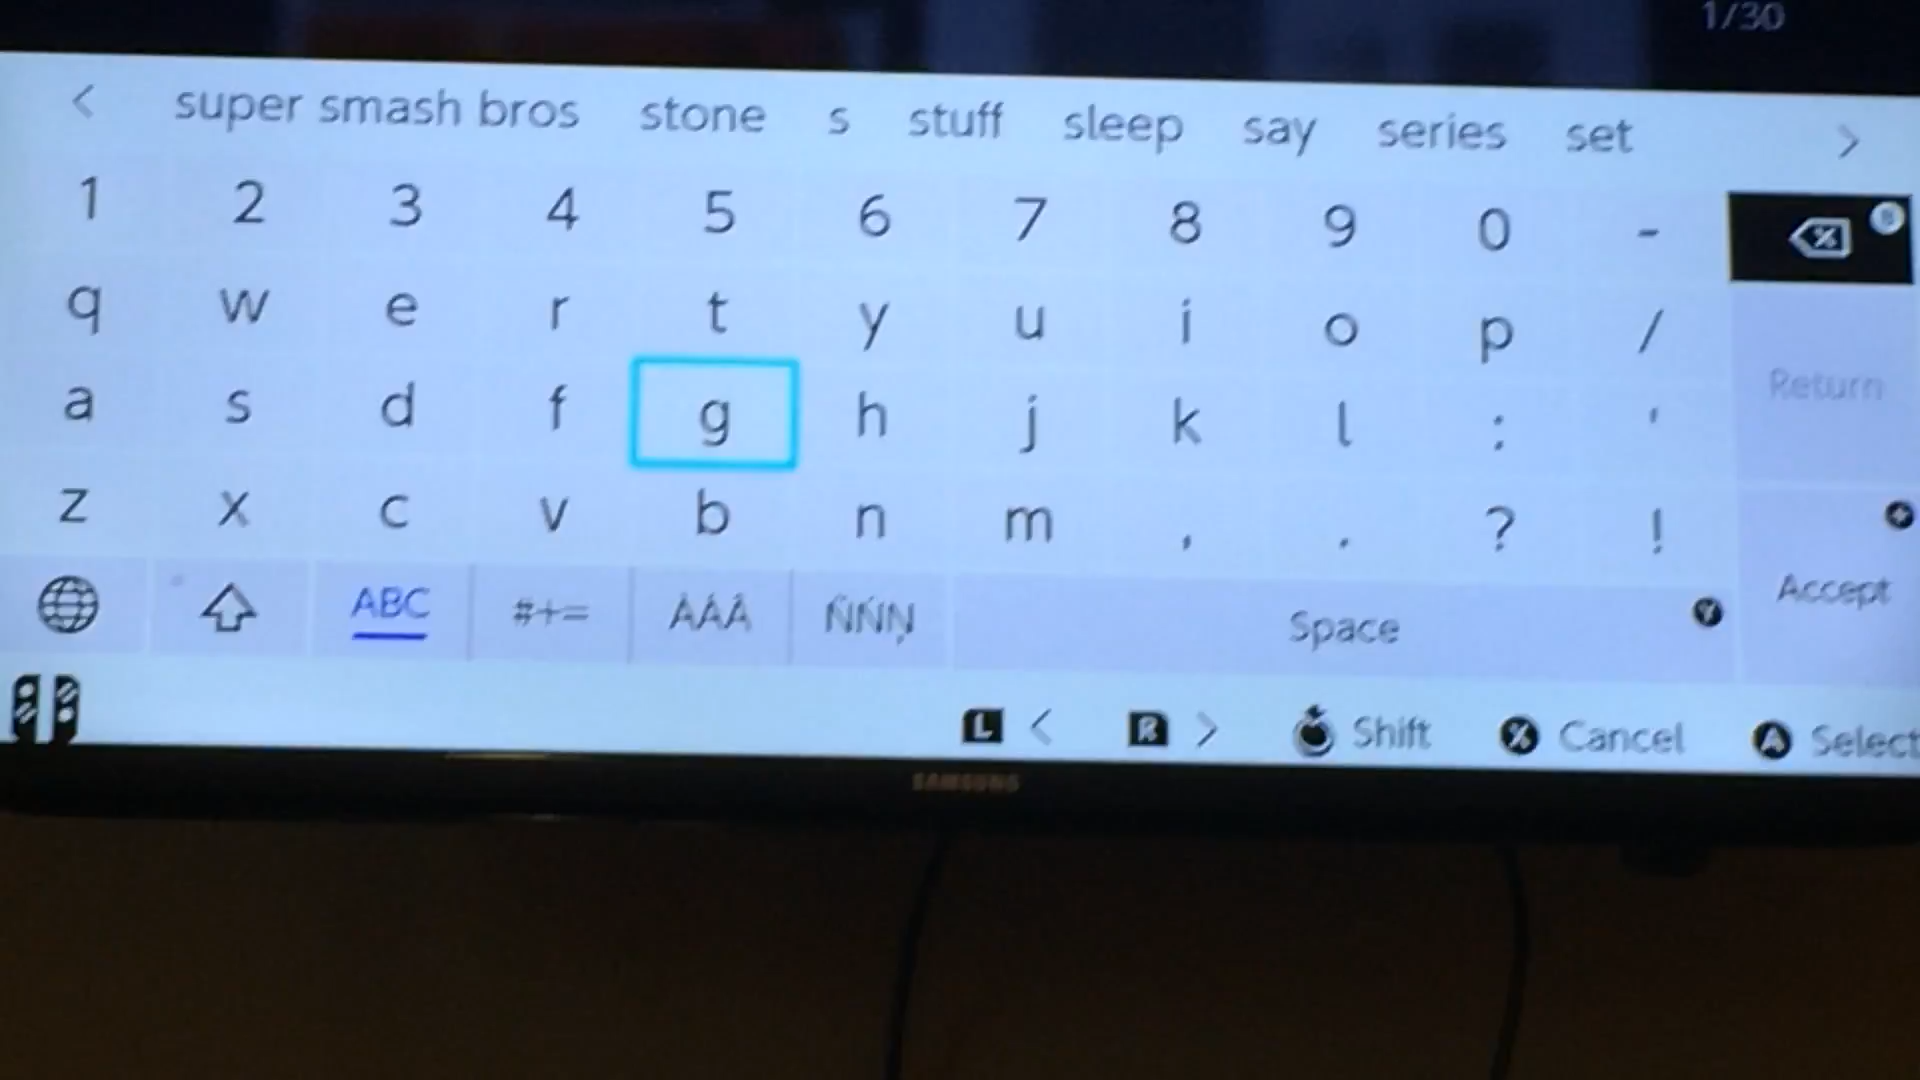 1/30
< super smash bros stone s stuff sleep say series set >
1 2 3 4 5 6 7 8 9 0 -
q w e r t y u i o p /
Return
a s d f g h j k l : '
z x c v b n m , . ? !
ABC #+= ÀÁÂ ÑŃŅ Space Y Accept
L < R > Shift X Cancel A Select
SAMSUNG